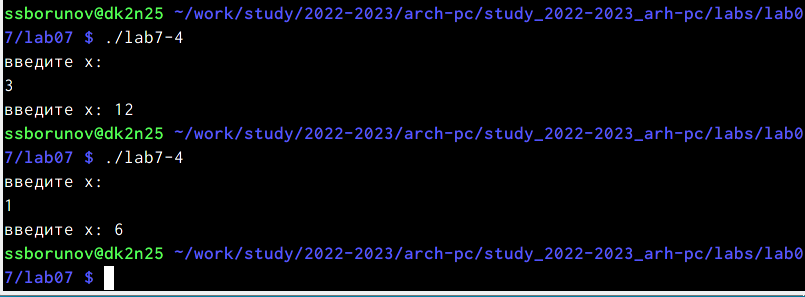 ssborunov@dk2n25 ~/work/study/2022-2023/arch-pc/study_2022-2023_arh-pc/labs/lab0
7/lab07 $ ./lab7-4
введите x:
3
введите x: 12
ssborunov@dk2n25 ~/work/study/2022-2023/arch-pc/study_2022-2023_arh-pc/labs/lab0
7/lab07 $ ./lab7-4
введите x:
1
введите x: 6
ssborunov@dk2n25 ~/work/study/2022-2023/arch-pc/study_2022-2023_arh-pc/labs/lab0
7/lab07 $